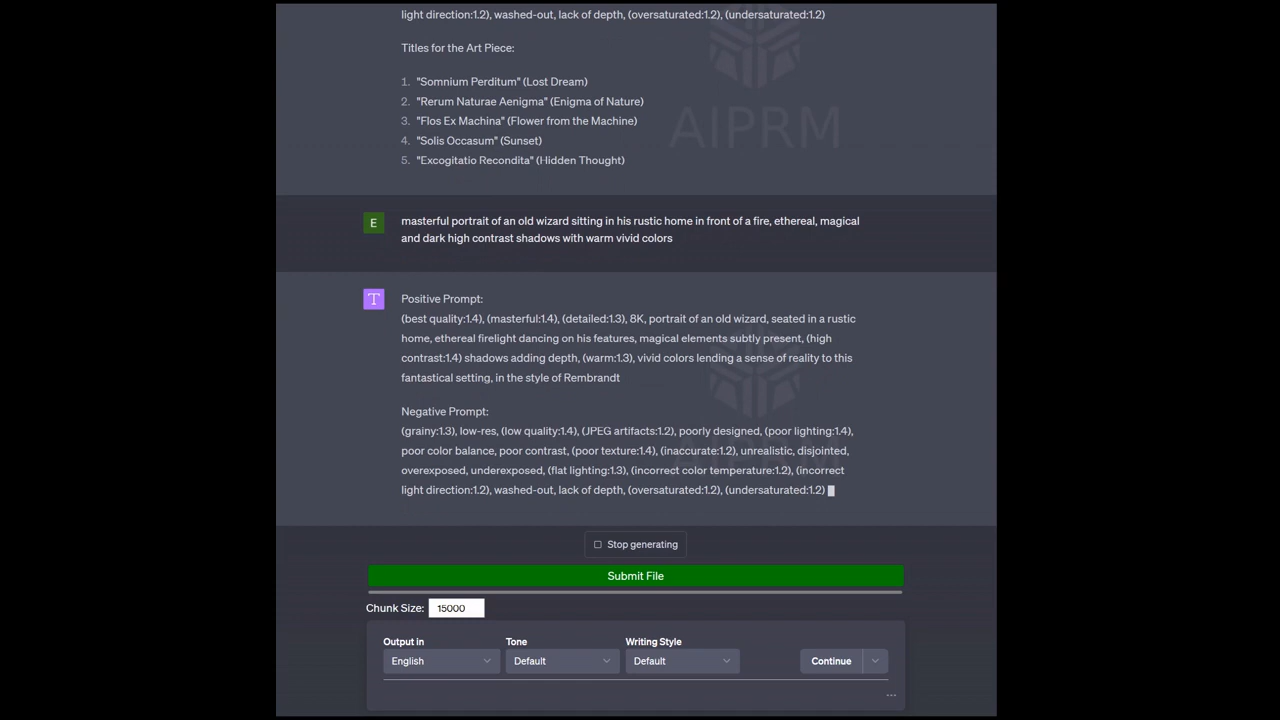 light direction:1.2), washed-out, lack of depth, (oversaturated:1.2), (undersaturated:1.2)
Titles for the Art Piece:
1. "Somnium Perditum" (Lost Dream)
2. "Rerum Naturae Aenigma" (Enigma of Nature)
3. "Flos Ex Machina" (Flower from the Machine)
4. "Solis Occasum" (Sunset)
5. "Excogitatio Recondita" (Hidden Thought)
AIPRM
E
masterful portrait of an old wizard sitting in his rustic home in front of a fire, ethereal, magical
and dark high contrast shadows with warm vivid colors
T
Positive Prompt:
(best quality:1.4), (masterful:1.4), (detailed:1.3), 8K, portrait of an old wizard, seated in a rustic
home, ethereal firelight dancing on his features, magical elements subtly present, (high
contrast:1.4) shadows adding depth, (warm:1.3), vivid colors lending a sense of reality to this
fantastical setting, in the style of Rembrandt
Negative Prompt:
(grainy:1.3), low-res, (low quality:1.4), (JPEG artifacts:1.2), poorly designed, (poor lighting:1.4),
poor color balance, poor contrast, (poor texture:1.4), (inaccurate:1.2), unrealistic, disjointed,
overexposed, underexposed, (flat lighting:1.3), (incorrect color temperature:1.2), (incorrect
light direction:1.2), washed-out, lack of depth, (oversaturated:1.2), (undersaturated:1.2)
AIPRM
Stop generating
Submit File
Chunk Size: 15000
Output in Tone Writing Style
English Default Default Continue
...